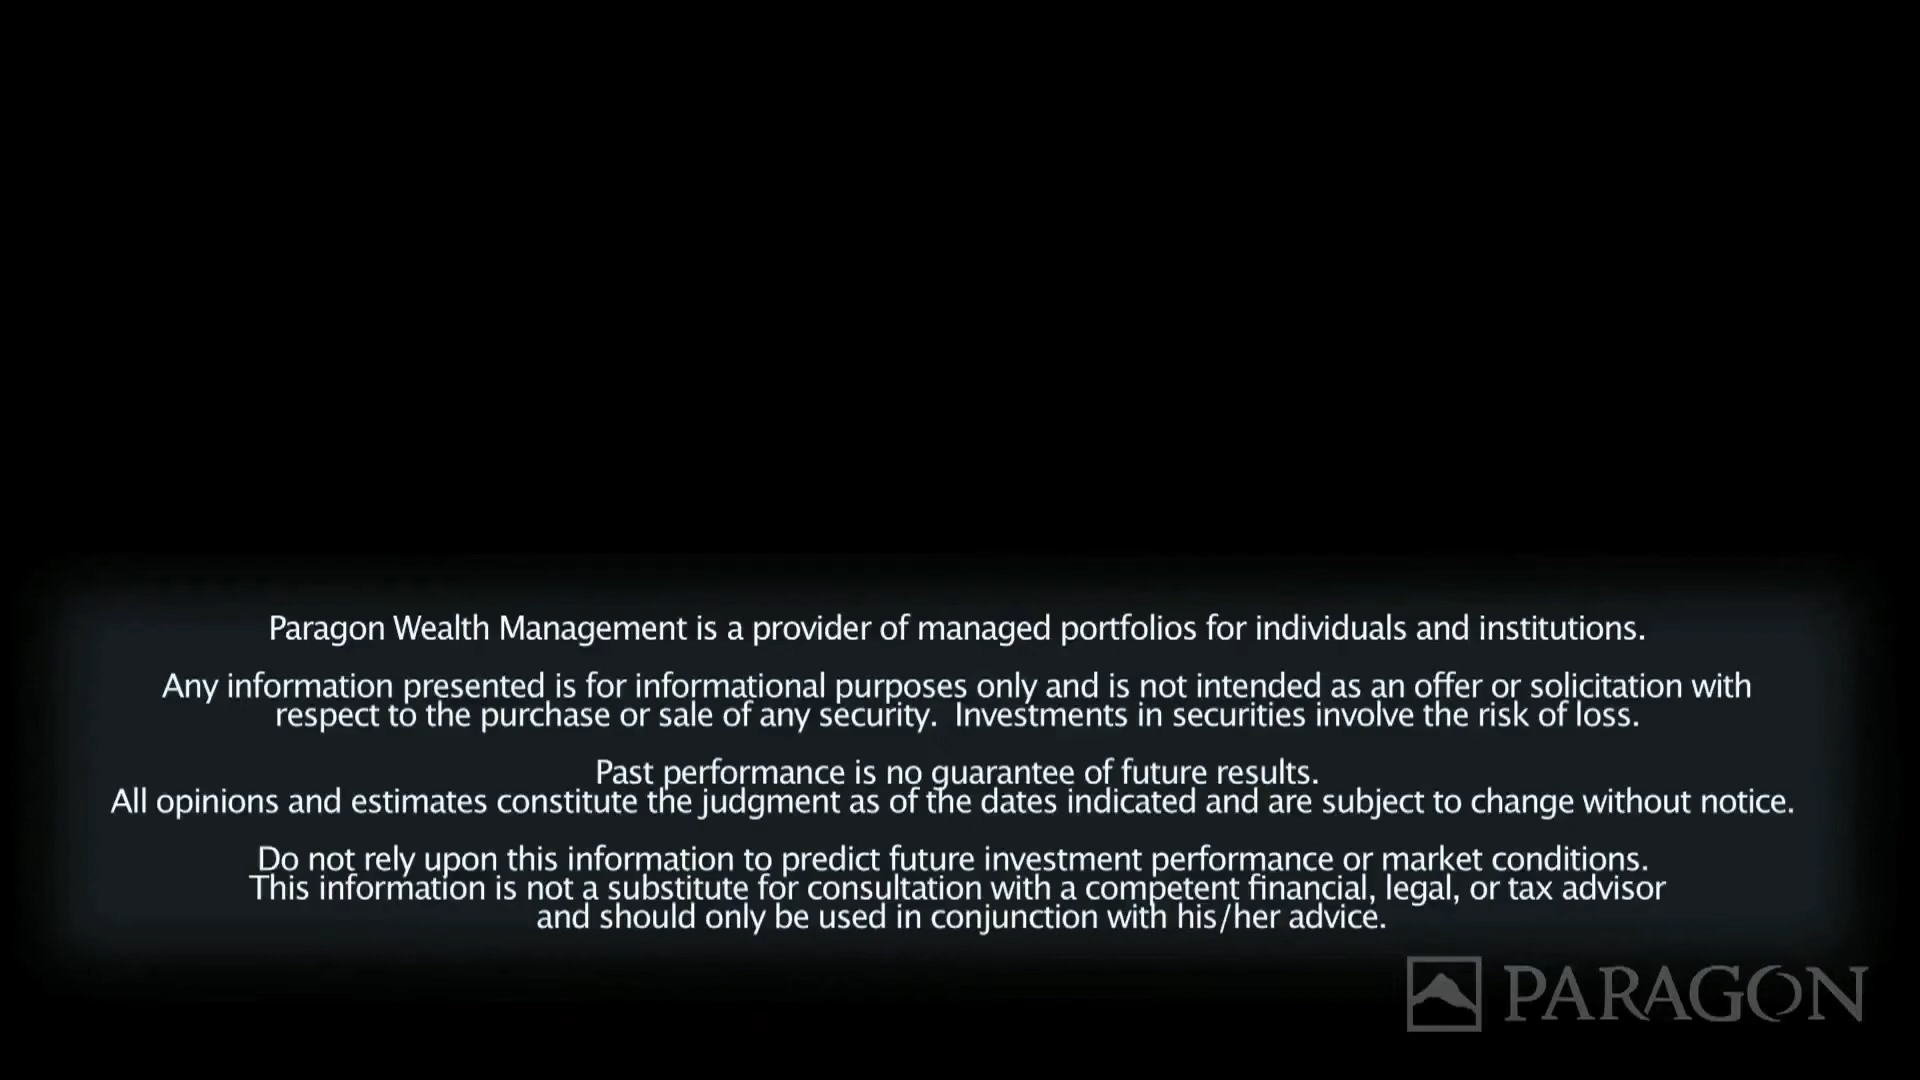 Paragon Wealth Management is a provider of managed portfolios for individuals and institutions.
Any information presented is for informational purposes only and is not intended as an offer or solicitation with
respect to the purchase or sale of any security.  Investments in securities involve the risk of loss.
Past performance is no guarantee of future results.
All opinions and estimates constitute the judgment as of the dates indicated and are subject to change without notice.
Do not rely upon this information to predict future investment performance or market conditions.
This information is not a substitute for consultation with a competent financial, legal, or tax advisor
and should only be used in conjunction with his/her advice.
PARAGON